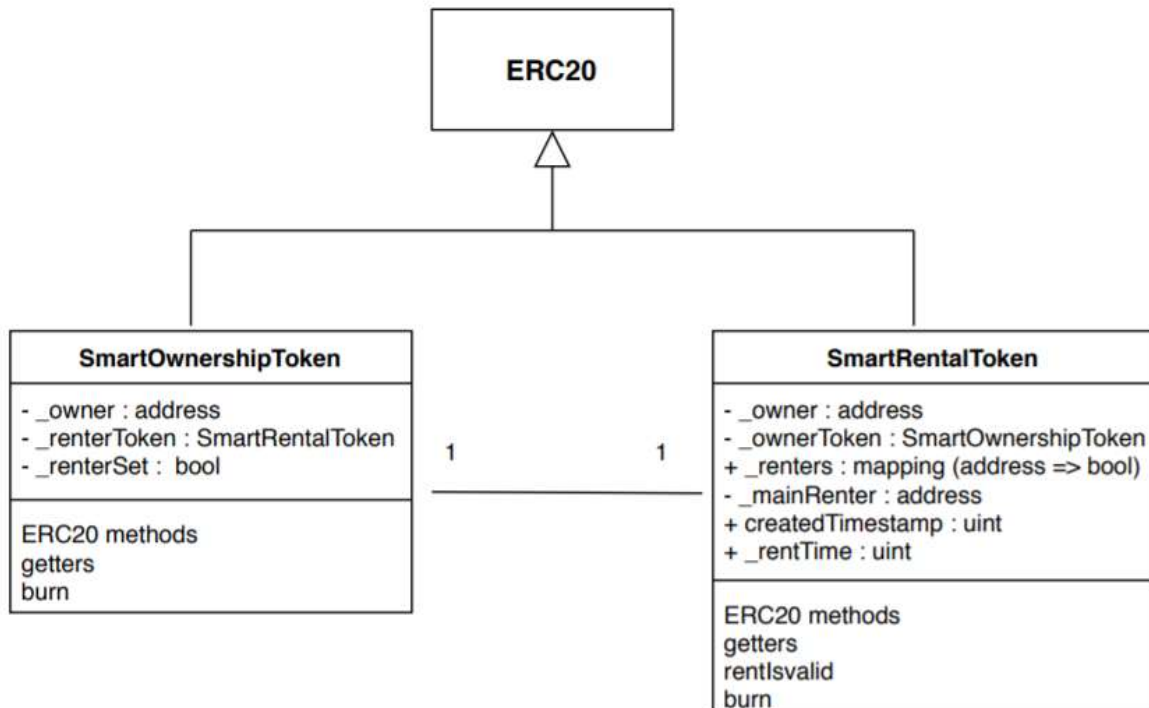 ERC20
SmartOwnershipToken
- _owner : address
- _renterToken : SmartRentalToken
- _renterSet :  bool
ERC20 methods
getters
burn
1
1
SmartRentalToken
- _owner : address
- _ownerToken : SmartOwnershipToken
+ _renters : mapping (address => bool)
- _mainRenter : address
+ createdTimestamp : uint
+ _rentTime : uint
ERC20 methods
getters
rentIsvalid
burn